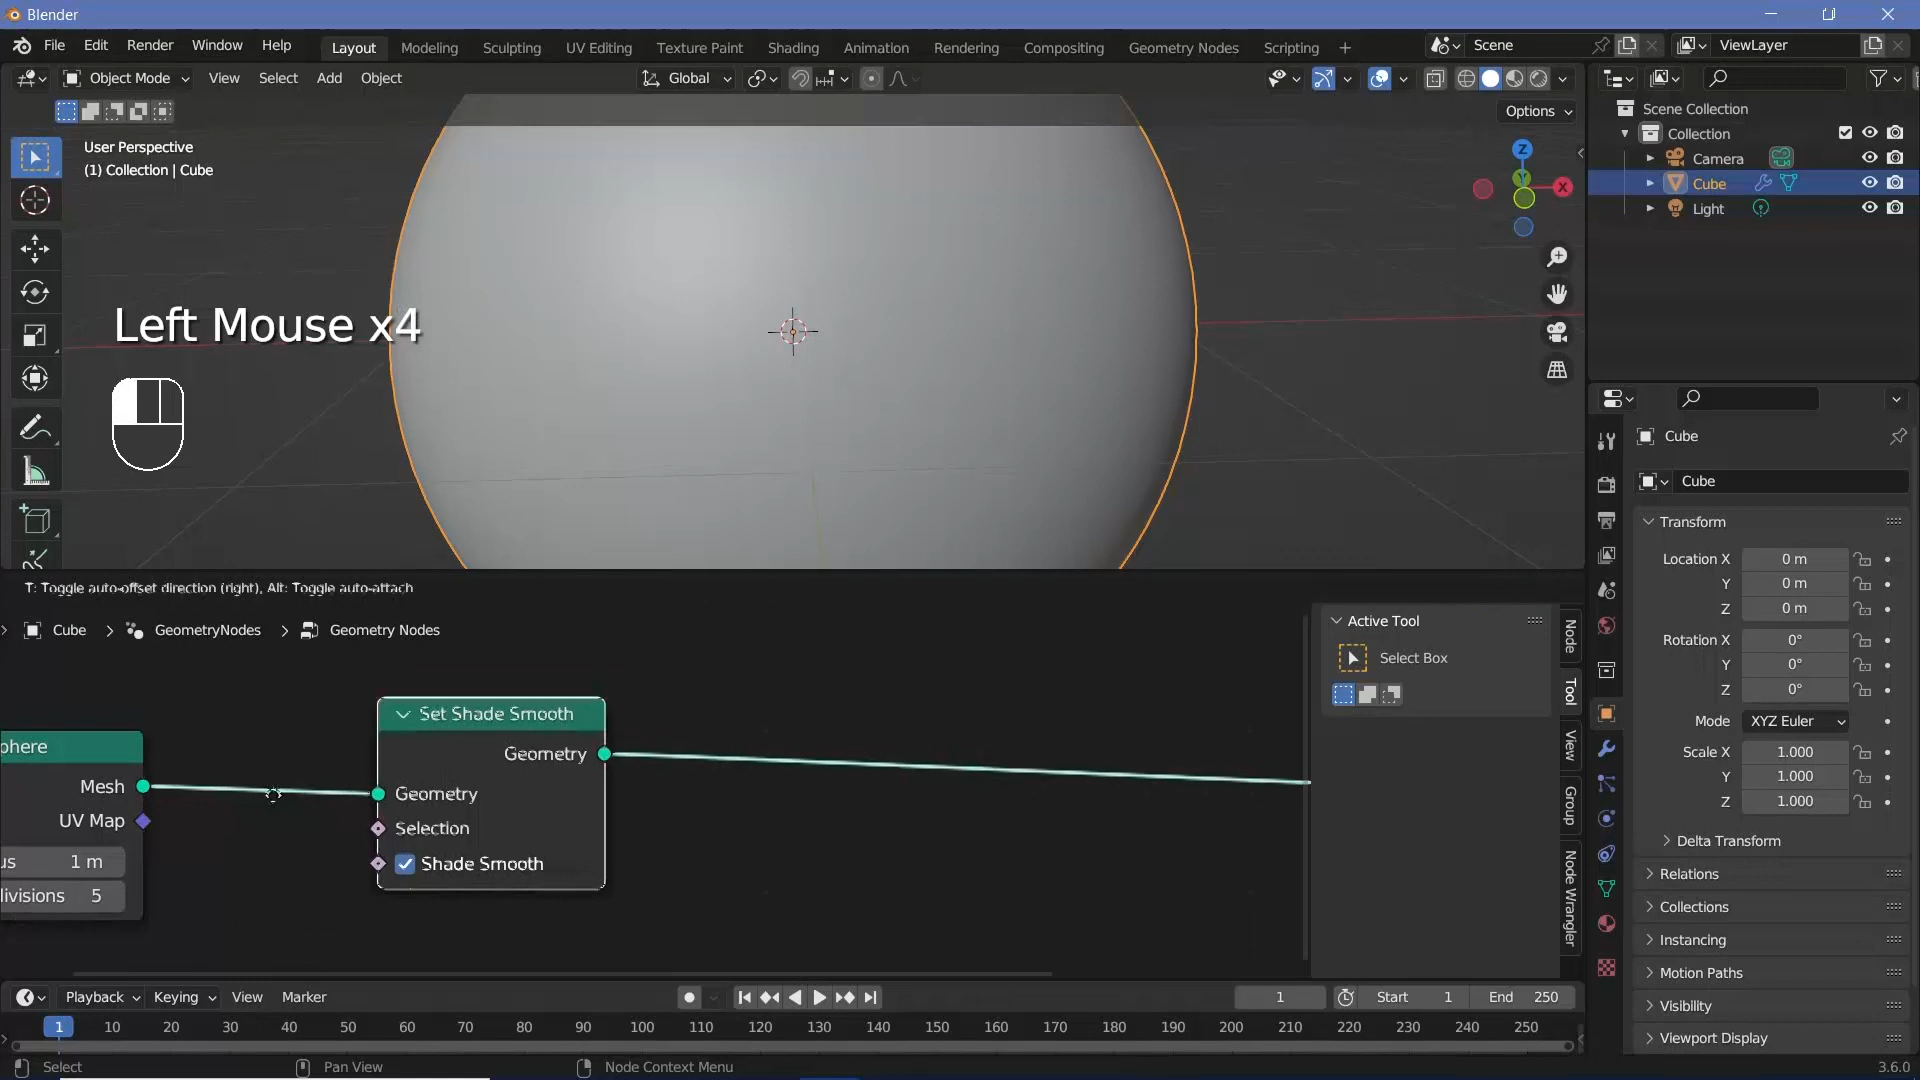 Blender
File Edit Render Window Help Layout Modeling Sculpting UV Editing Texture Paint Shading Animation Rendering Compositing Geometry Nodes Scripting + Scene ViewLayer
Object Mode View Select Add Object Global
Options
User Perspective
(1) Collection | Cube
Z
X
Left Mouse x4
Scene Collection
Collection
Camera
Cube
Light
T: Toggle auto-offset direction (right), Alt: Toggle auto-attach
Cube > GeometryNodes > Geometry Nodes
phere
Mesh
UV Map
us 1 m
divisions 5
Set Shade Smooth
Geometry
Geometry
Selection
Shade Smooth
Active Tool
Select Box
Node
Tool
View
Group
Node Wrangler
Cube
Cube
Transform
Location X 0 m
Y 0 m
Z 0 m
Rotation X 0°
Y 0°
Z 0°
Mode XYZ Euler
Scale X 1.000
Y 1.000
Z 1.000
Delta Transform
Relations
Collections
Instancing
Motion Paths
Visibility
Viewport Display
Playback Keying View Marker 1 Start 1 End 250
1 10 20 30 40 50 60 70 80 90 100 110 120 130 140 150 160 170 180 190 200 210 220 230 240 250
Select Pan View Node Context Menu 3.6.0